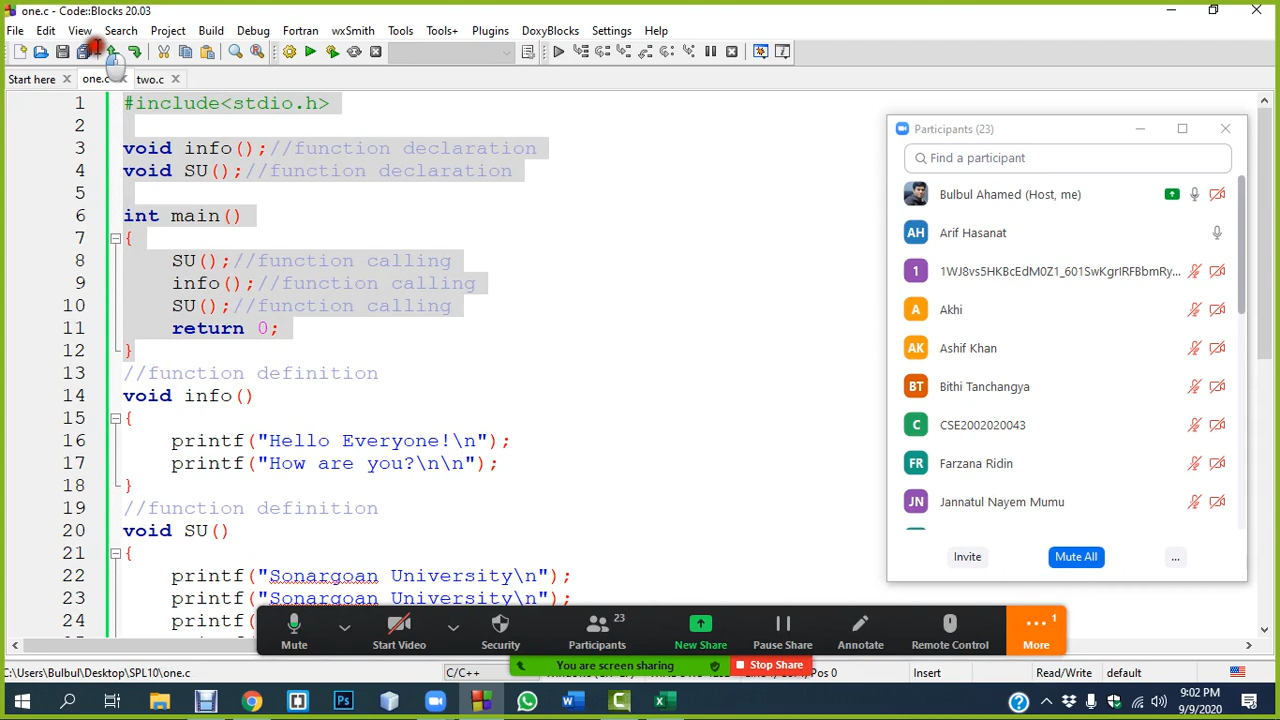 one.c - Code::Blocks 20.03
File Edit View Search Project Build Debug Fortran wxSmith Tools Tools+ Plugins DoxyBlocks Settings Help
Start here one.c two.c
1 #include<stdio.h>
2
3 void info();//function declaration
4 void SU();//function declaration
5
6 int main()
7 {
8 SU();//function calling
9 info();//function calling
10 SU();//function calling
11 return 0;
12 }
13 //function definition
14 void info()
15 {
16 printf("Hello Everyone!\n");
17 printf("How are you?\n\n");
18 }
19 //function definition
20 void SU()
21 {
22 printf("Sonargoan University\n");
23 printf("Sonargoan University\n");
24
Participants (23)
Find a participant
Bulbul Ahamed (Host, me)
AH Arif Hasanat
1 1WJ8vs5HKBcEdM0Z1_601SwKgrIRFBbmRy...
A Akhi
AK Ashif Khan
BT Bithi Tanchangya
C CSE2002020043
FR Farzana Ridin
JN Jannatul Nayem Mumu
Invite Mute All ...
23 1
Mute Start Video Security Participants New Share Pause Share Annotate Remote Control More
You are screen sharing Stop Share
C:\Users\Bulbul\Desktop\SPL10\one.c C/C++ Pos 0 Insert Read/Write default
9:02 PM
9/9/2020